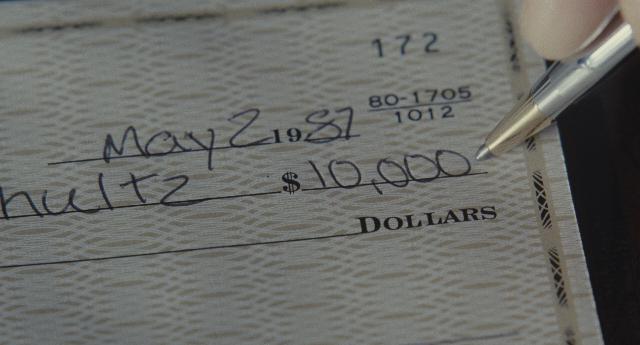 172
May 2 1987 80-1705
1012
hultz $ 10,000
DOLLARS